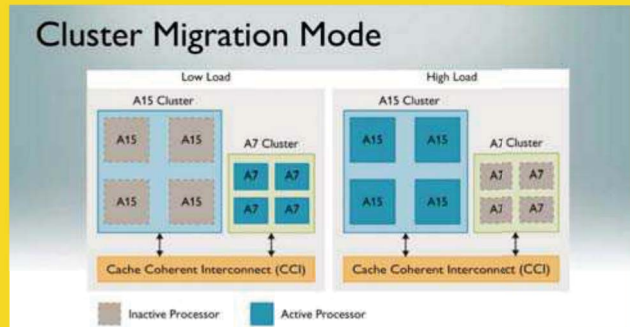 Cluster Migration Mode
Low Load
High Load
A15 Cluster
A7 Cluster
A15 A15
A7 A7
A15 A15
A7 A7
Cache Coherent Interconnect (CCI)
A15 Cluster
A7 Cluster
A15 A15
A7 A7
A15 A15
A7 A7
Cache Coherent Interconnect (CCI)
Inactive Processor
Active Processor